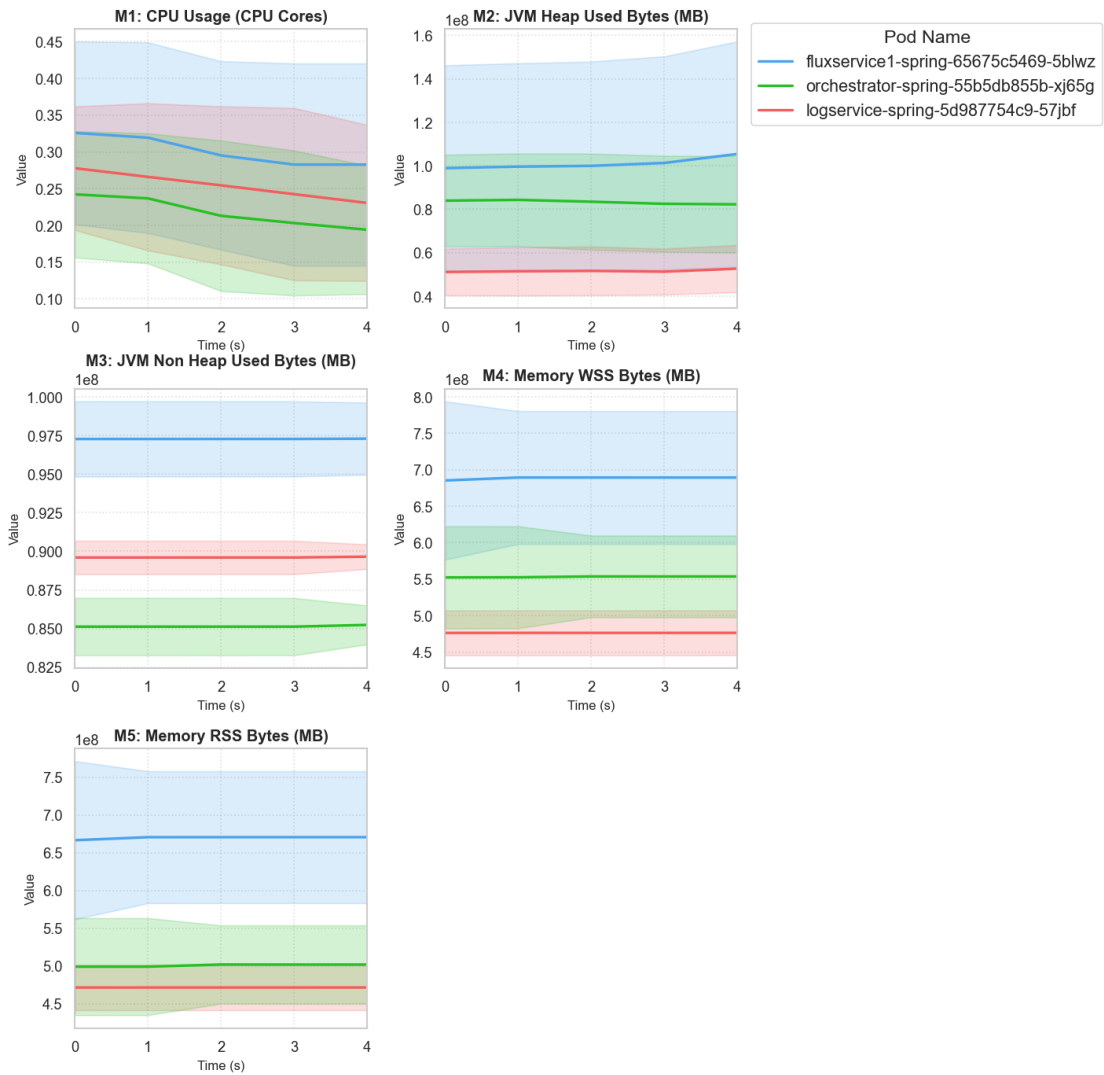 M1: CPU Usage (CPU Cores)
0.45
0.40
0.35
0.30
0.25
0.20
0.15
0.10
Value
0 1 2 3 4
Time (s)
M2: JVM Heap Used Bytes (MB)
1e8
1.6
1.4
1.2
1.0
0.8
0.6
0.4
Value
0 1 2 3 4
Time (s)
Pod Name
fluxservice1-spring-65675c5469-5blwz
orchestrator-spring-55b5db855b-xj65g
logservice-spring-5d987754c9-57jbf
M3: JVM Non Heap Used Bytes (MB)
1e8
1.000
0.975
0.950
0.925
0.900
0.875
0.850
0.825
Value
0 1 2 3 4
Time (s)
M4: Memory WSS Bytes (MB)
1e8
8.0
7.5
7.0
6.5
6.0
5.5
5.0
4.5
Value
0 1 2 3 4
Time (s)
M5: Memory RSS Bytes (MB)
1e8
7.5
7.0
6.5
6.0
5.5
5.0
4.5
Value
0 1 2 3 4
Time (s)